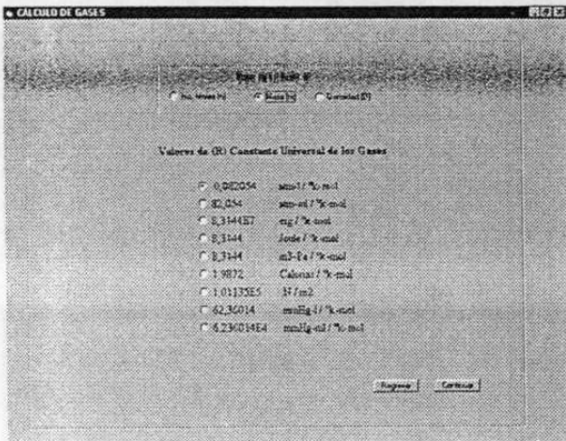 CÁLCULO DE GASES
Valores de (R) Constante Universal de los Gases
0,082054 atm-l / °k-mol
82,054 atm-ml / °k-mol
8,3144E7 erg / °k-mol
8,3144 Joule / °k-mol
8,3144 m3-Pa / °k-mol
1,9872 Calorias / °k-mol
1,01135E5 N / m2
62,36014 mmHg-l / °k-mol
6,236014E4 mmHg-ml / °k-mol
Regresar Continuar